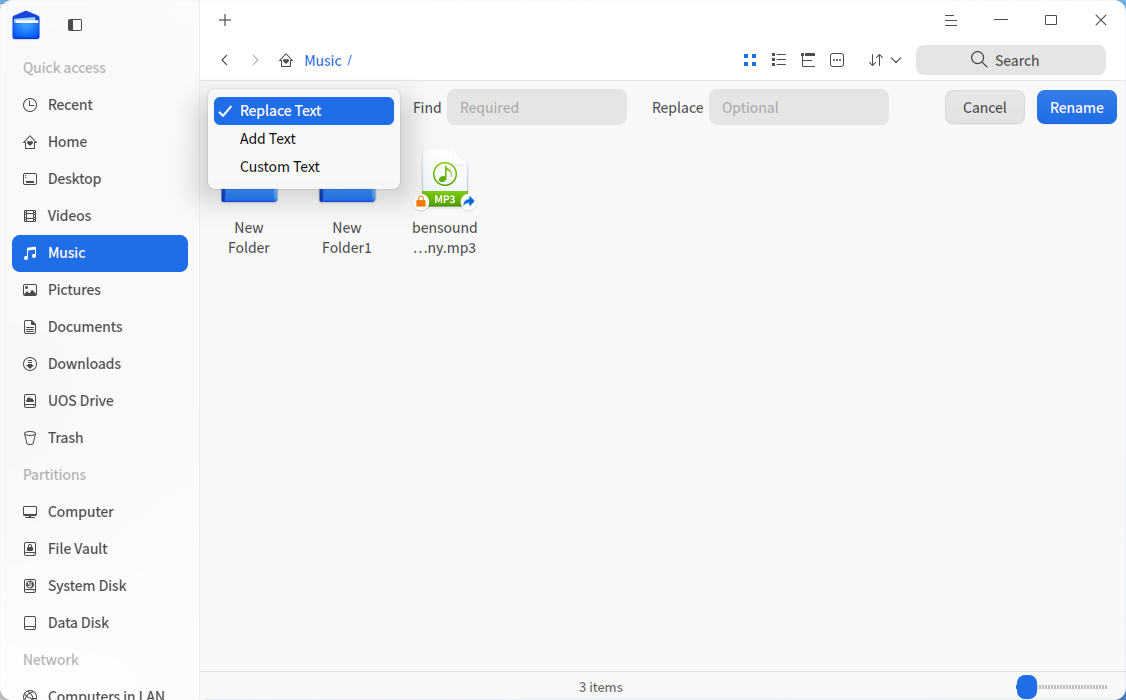 Quick access
Recent
Home
Desktop
Videos
Music
Pictures
Documents
Downloads
UOS Drive
Trash
Partitions
Computer
File Vault
System Disk
Data Disk
Network
Computers in LAN
Music /
Search
Replace Text
Add Text
Custom Text
Find
Required
Replace
Optional
Cancel
Rename
New
Folder
New
Folder1
MP3
bensound
...ny.mp3
3 items